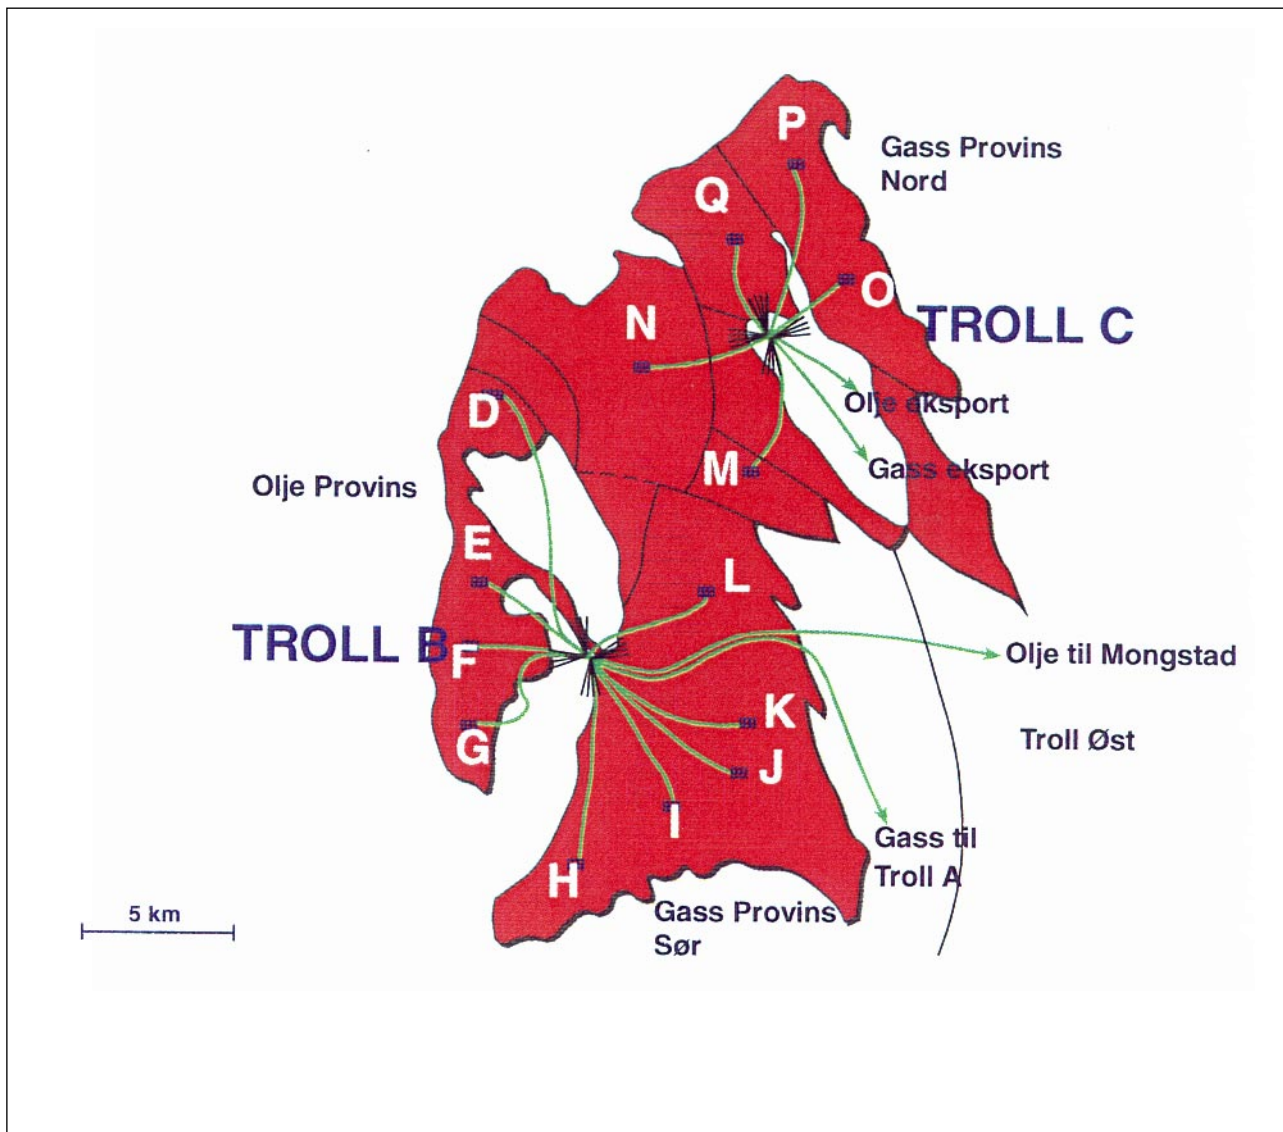 P
Gass Provins
Nord
Q
O
TROLL C
N
Olje eksport
D
Gass eksport
M
Olje Provins
E
L
TROLL B
F
Olje til Mongstad
K
Troll Øst
G
J
I
Gass til
Troll A
H
Gass Provins
Sør
5 km